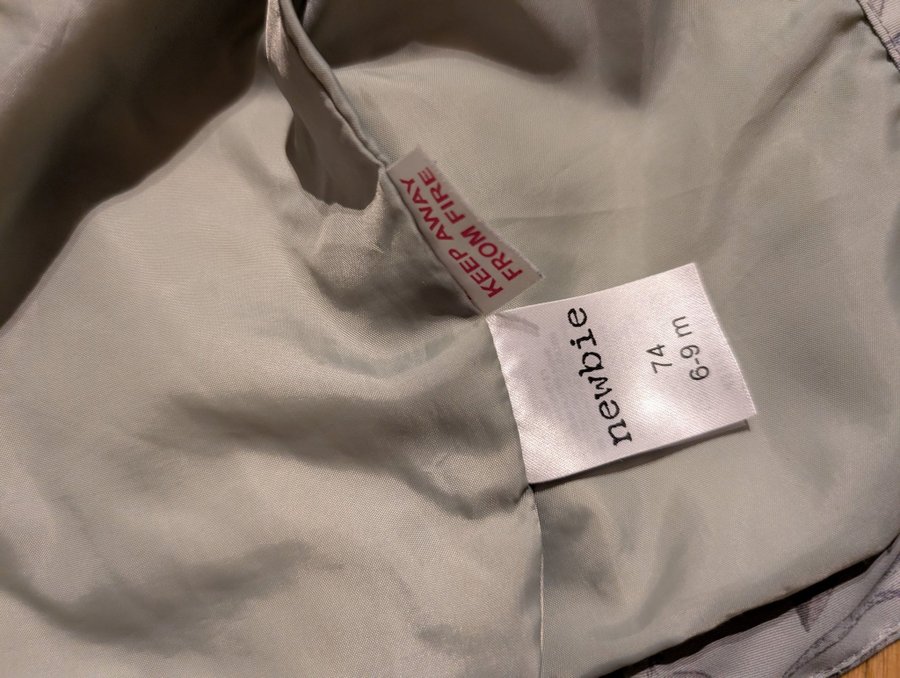 KEEP AWAY
FROM FIRE
newbie
74
6-9 m